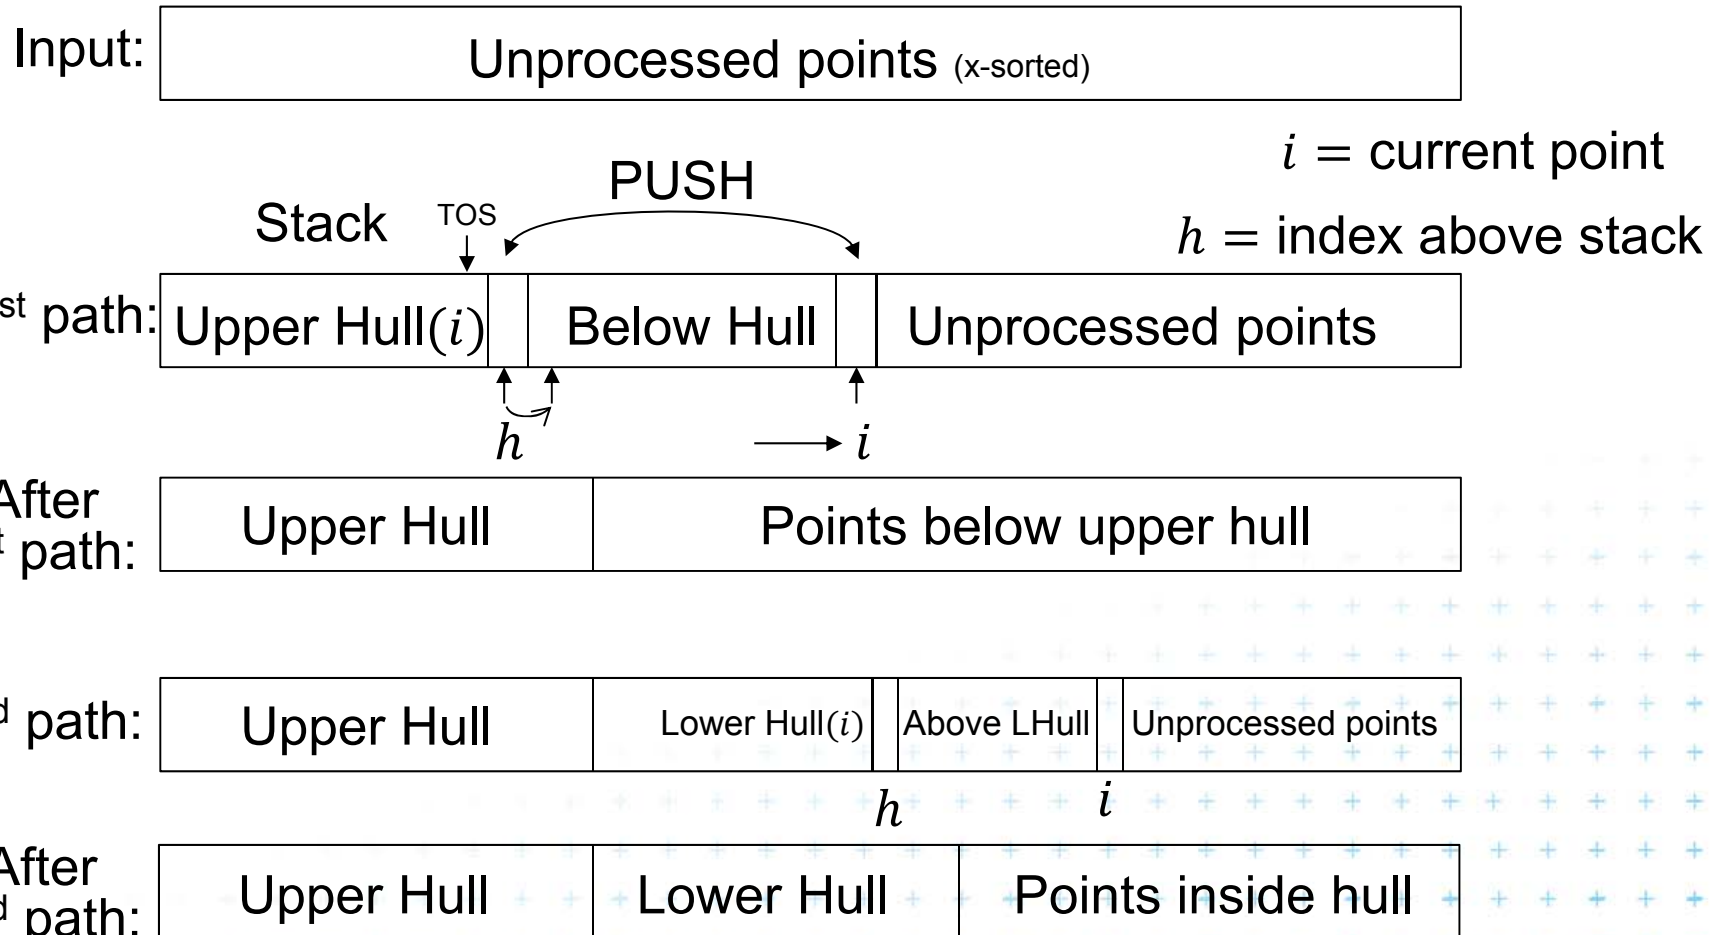 Input: Unprocessed points (x-sorted)
i = current point
PUSH
Stack TOS
h = index above stack
st path: Upper Hull(i) Below Hull Unprocessed points
h i
After
path: Upper Hull Points below upper hull
path: Upper Hull Lower Hull(i) Above LHull Unprocessed points
h i
After
path: Upper Hull Lower Hull Points inside hull